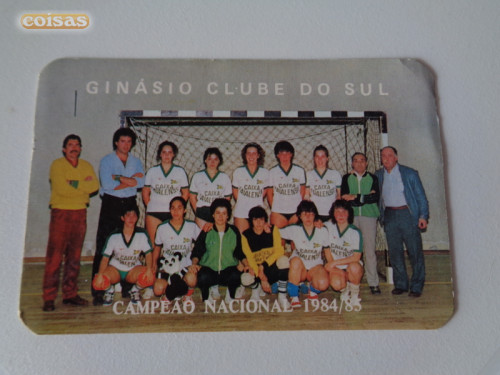 coisas
GINÁSIO CLUBE DO SUL
CAMPEÃO NACIONAL-1984/85